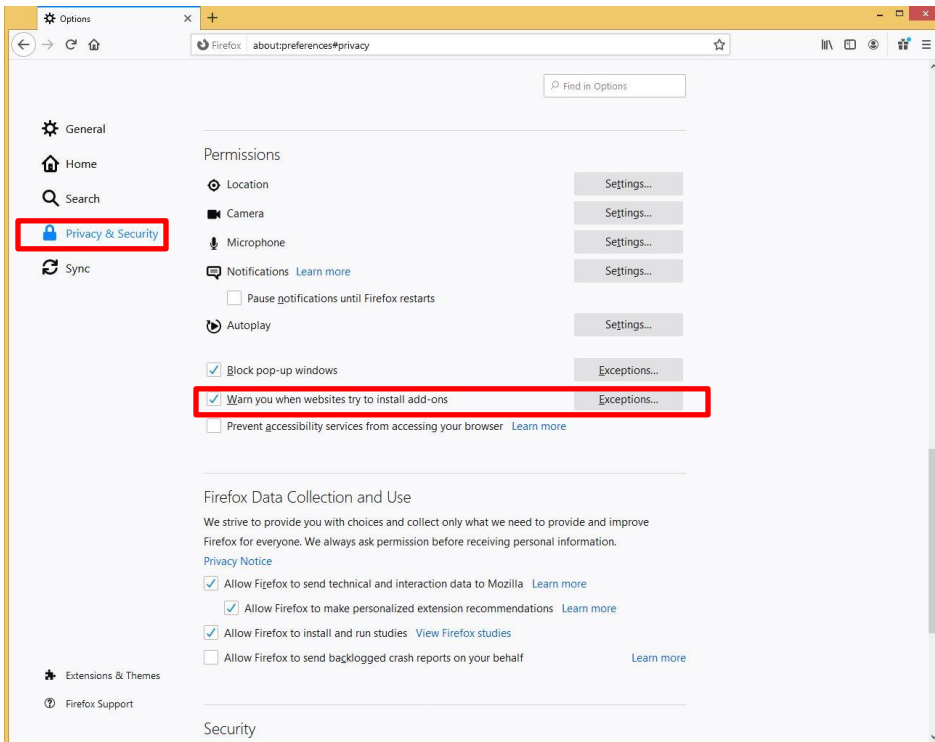 Options
Firefox about:preferences#privacy
Find in Options
General
Home
Search
Privacy & Security
Sync
Permissions
Location Settings...
Camera Settings...
Microphone Settings...
Notifications Learn more Settings...
Pause notifications until Firefox restarts
Autoplay Settings...
Block pop-up windows Exceptions...
Warn you when websites try to install add-ons Exceptions...
Prevent accessibility services from accessing your browser Learn more
Firefox Data Collection and Use
We strive to provide you with choices and collect only what we need to provide and improve
Firefox for everyone. We always ask permission before receiving personal information.
Privacy Notice
Allow Firefox to send technical and interaction data to Mozilla Learn more
Allow Firefox to make personalized extension recommendations Learn more
Allow Firefox to install and run studies View Firefox studies
Allow Firefox to send backlogged crash reports on your behalf Learn more
Extensions & Themes
Firefox Support
Security